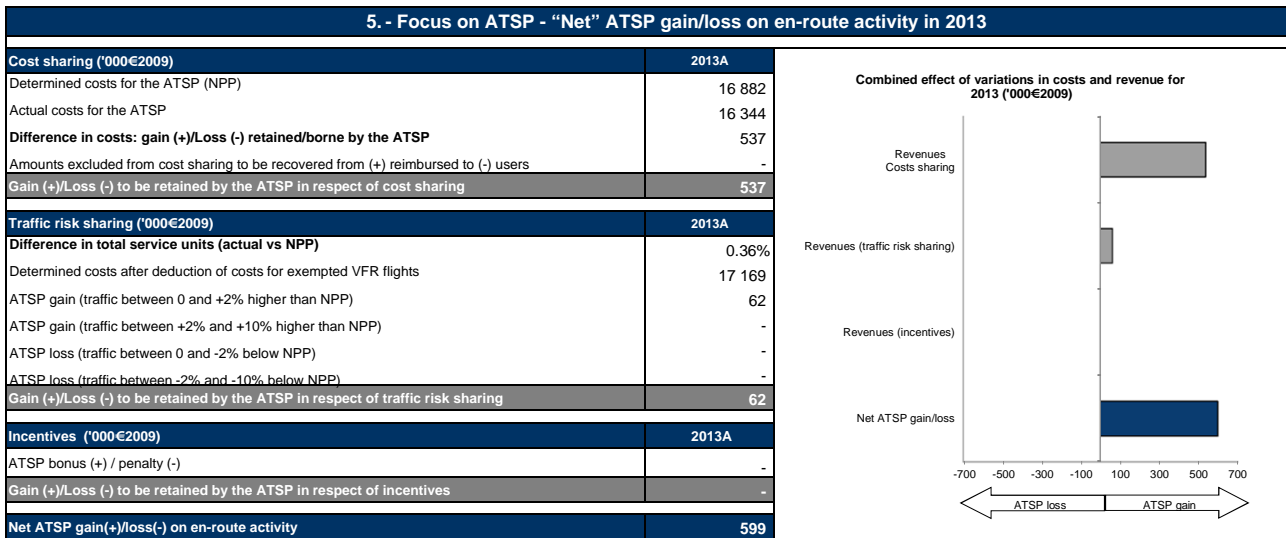 5. - Focus on ATSP - “Net” ATSP gain/loss on en-route activity in 2013
Cost sharing ('000€2009) 2013A
Determined costs for the ATSP (NPP) 16 882
Actual costs for the ATSP 16 344
Difference in costs: gain (+)/Loss (-) retained/borne by the ATSP 537
Amounts excluded from cost sharing to be recovered from (+) reimbursed to (-) users -
Gain (+)/Loss (-) to be retained by the ATSP in respect of cost sharing 537
Traffic risk sharing ('000€2009) 2013A
Difference in total service units (actual vs NPP) 0.36%
Determined costs after deduction of costs for exempted VFR flights 17 169
ATSP gain (traffic between 0 and +2% higher than NPP) 62
ATSP gain (traffic between +2% and +10% higher than NPP) -
ATSP loss (traffic between 0 and -2% below NPP) -
ATSP loss (traffic between -2% and -10% below NPP) -
Gain (+)/Loss (-) to be retained by the ATSP in respect of traffic risk sharing 62
Incentives ('000€2009) 2013A
ATSP bonus (+) / penalty (-) -
Gain (+)/Loss (-) to be retained by the ATSP in respect of incentives -
Net ATSP gain(+)/loss(-) on en-route activity 599
Combined effect of variations in costs and revenue for
2013 ('000€2009)
Revenues
Costs sharing
Revenues (traffic risk sharing)
Revenues (incentives)
Net ATSP gain/loss
-700 -500 -300 -100 100 300 500 700
ATSP loss ATSP gain